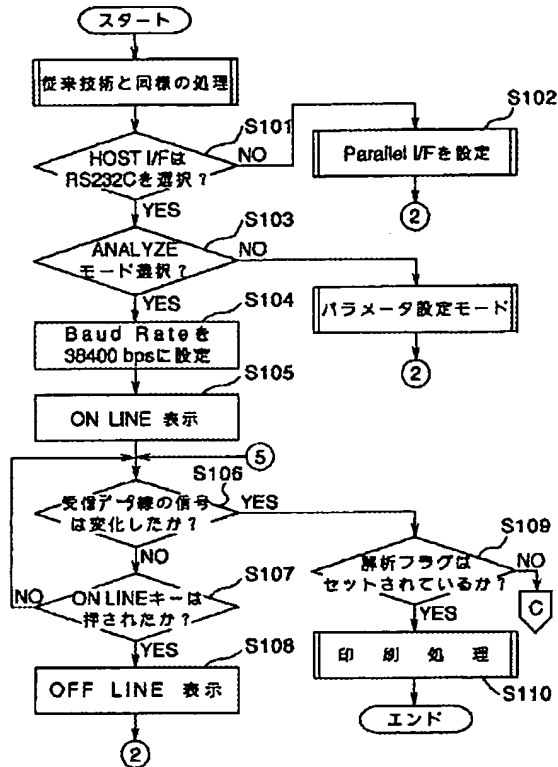 スタート
従来技術と同様の処理
S101
HOST I/Fは
RS232Cを選択？
NO
YES
S102
Parallel I/Fを設定
2
S103
ANALYZE
モード選択？
NO
YES
パラメータ設定モード
2
S104
Baud Rateを
38400 bpsに設定
S105
ON LINE 表示
5
S106
受信データ線の信号
は変化したか？
YES
NO
S107
ON LINEキーは
押されたか？
NO
YES
S108
OFF LINE 表示
2
S109
解析フラグは
セットされているか？
NO
C
YES
印刷処理
S110
エンド